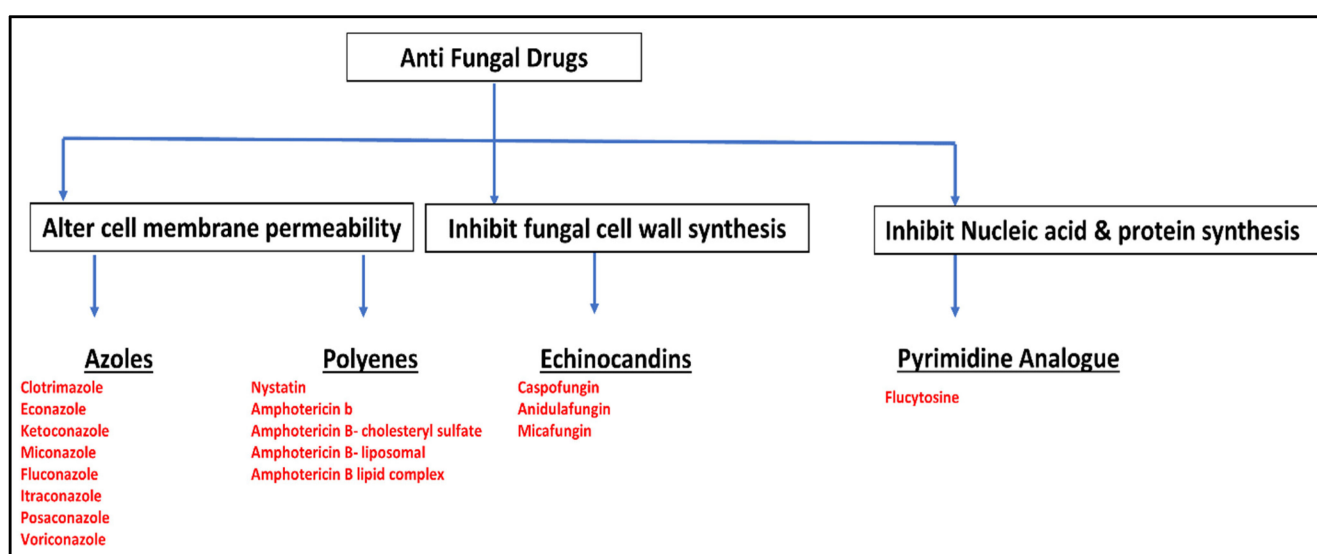 Anti Fungal Drugs
Alter cell membrane permeability
Inhibit fungal cell wall synthesis
Inhibit Nucleic acid & protein synthesis
Azoles
Clotrimazole
Econazole
Ketoconazole
Miconazole
Fluconazole
Itraconazole
Posaconazole
Voriconazole
Polyenes
Nystatin
Amphotericin b
Amphotericin B- cholesteryl sulfate
Amphotericin B- liposomal
Amphotericin B lipid complex
Echinocandins
Caspofungin
Anidulafungin
Micafungin
Pyrimidine Analogue
Flucytosine